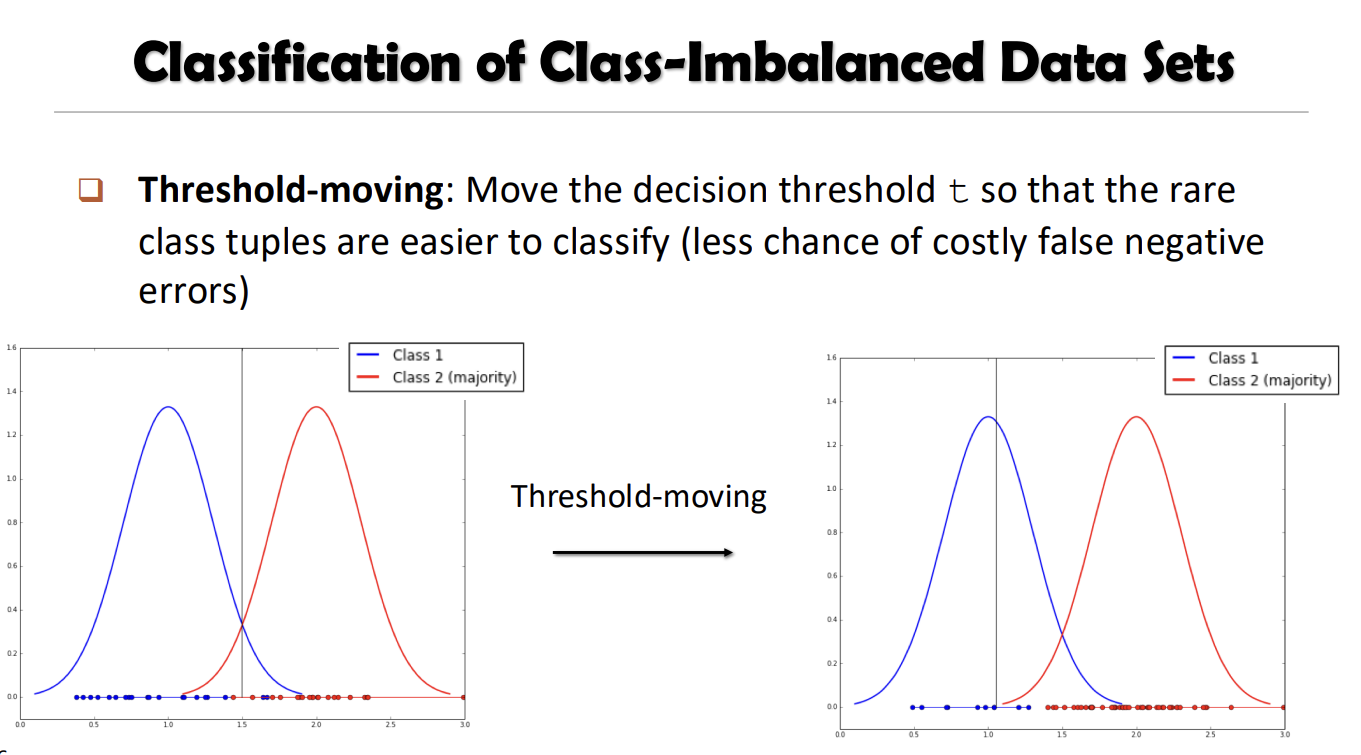 Classification of Class-Imbalanced Data Sets
❑ Threshold-moving: Move the decision threshold t so that the rare
class tuples are easier to classify (less chance of costly false negative
errors)
1.6
1.4
1.2
1.0
0.8
0.6
0.4
0.2
0.0
0.0 0.5 1.0 1.5 2.0 2.5 3.0
Class 1
Class 2 (majority)
Threshold-moving
1.6
1.4
1.2
1.0
0.8
0.6
0.4
0.2
0.0
0.0 0.5 1.0 1.5 2.0 2.5 3.0
Class 1
Class 2 (majority)